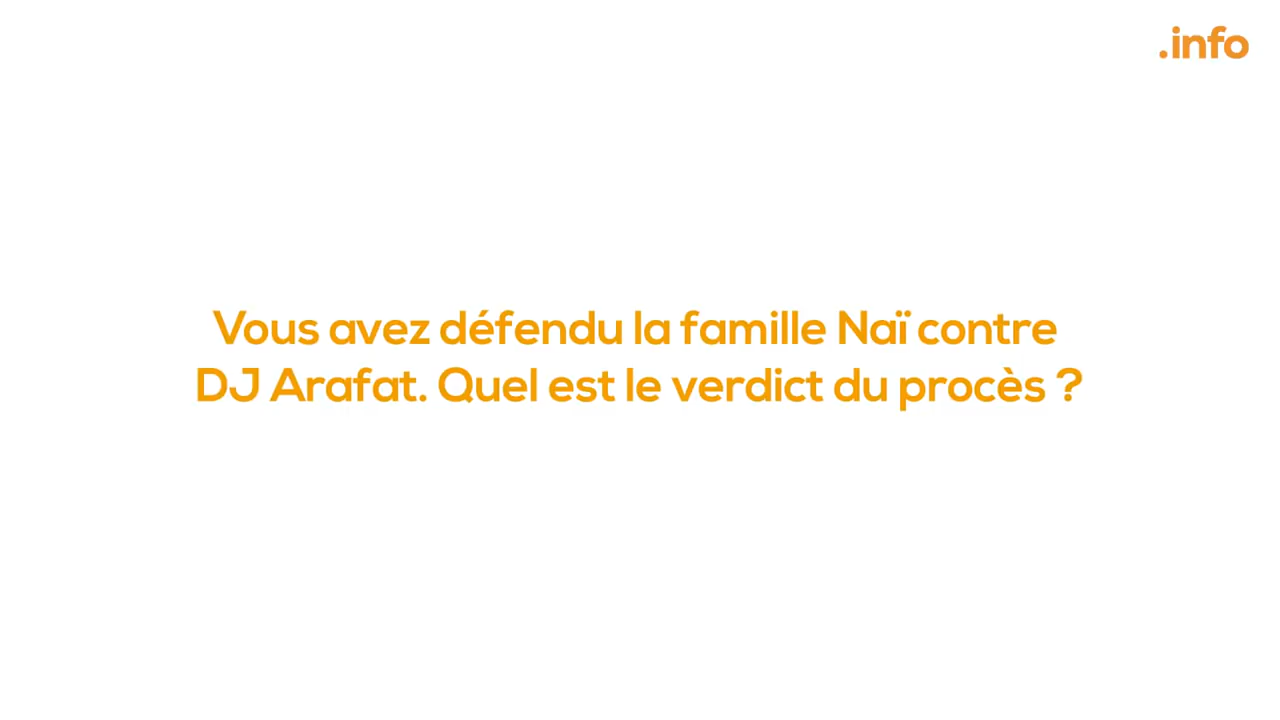 .info
Vous avez défendu la famille Naï contre
DJ Arafat. Quel est le verdict du procès ?